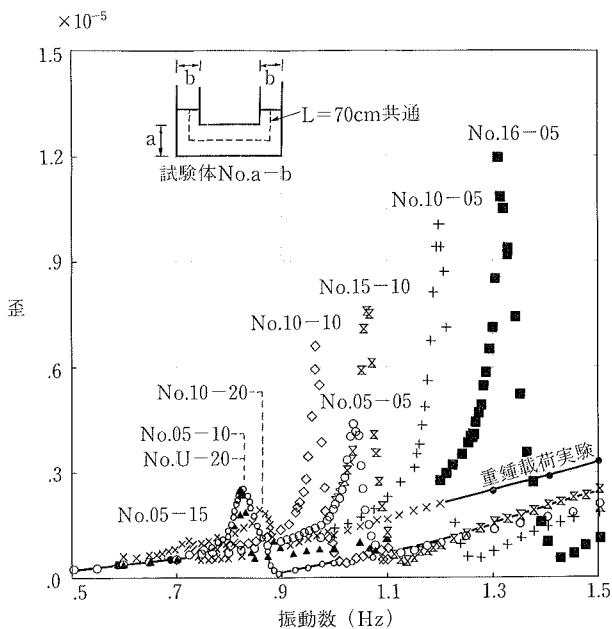 ×10⁻⁵
1.5
1.2
.9
.6
.3
.0
歪
b
b
a
L=70cm共通
試験体No.a－b
No.16－05
No.10－05
No.15－10
No.10－10
No.10－20
No.05－05
No.05－10
No.U－20
No.05－15
重錘載荷実験
.5
.7
.9
1.1
1.3
1.5
振動数 (Hz)